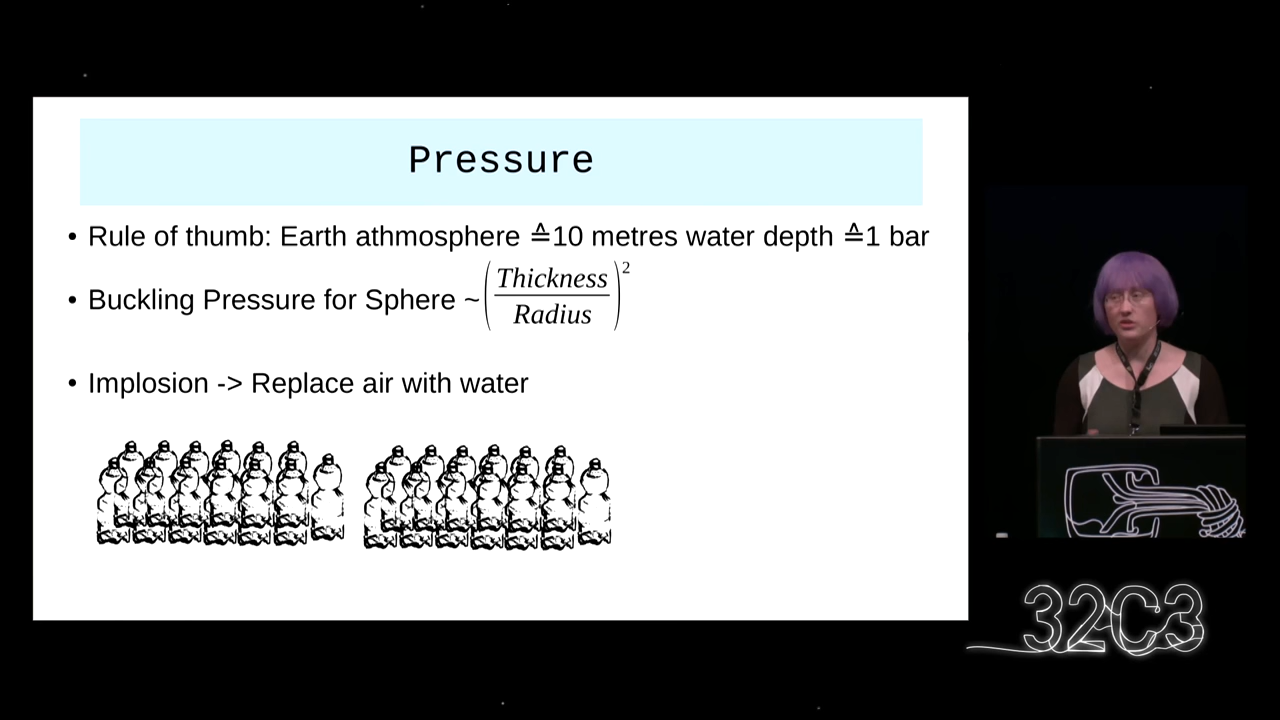 Pressure
• Rule of thumb: Earth athmosphere ≙10 metres water depth ≙1 bar
• Buckling Pressure for Sphere ~(Thickness/Radius)²
• Implosion -> Replace air with water
32C3